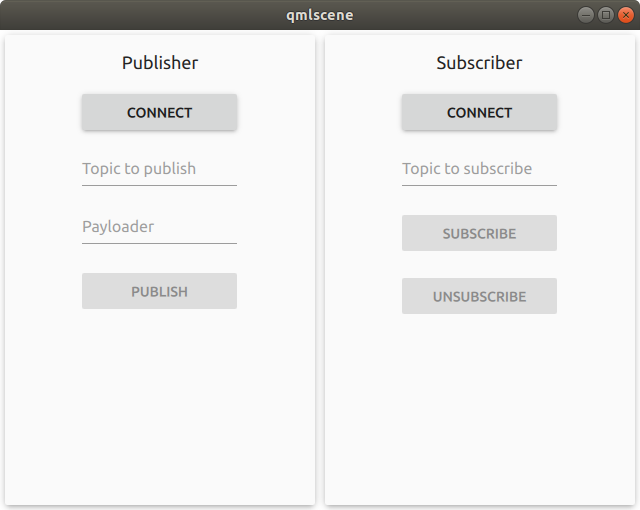 qmlscene
Publisher
CONNECT
Topic to publish
Payloader
PUBLISH
Subscriber
CONNECT
Topic to subscribe
SUBSCRIBE
UNSUBSCRIBE